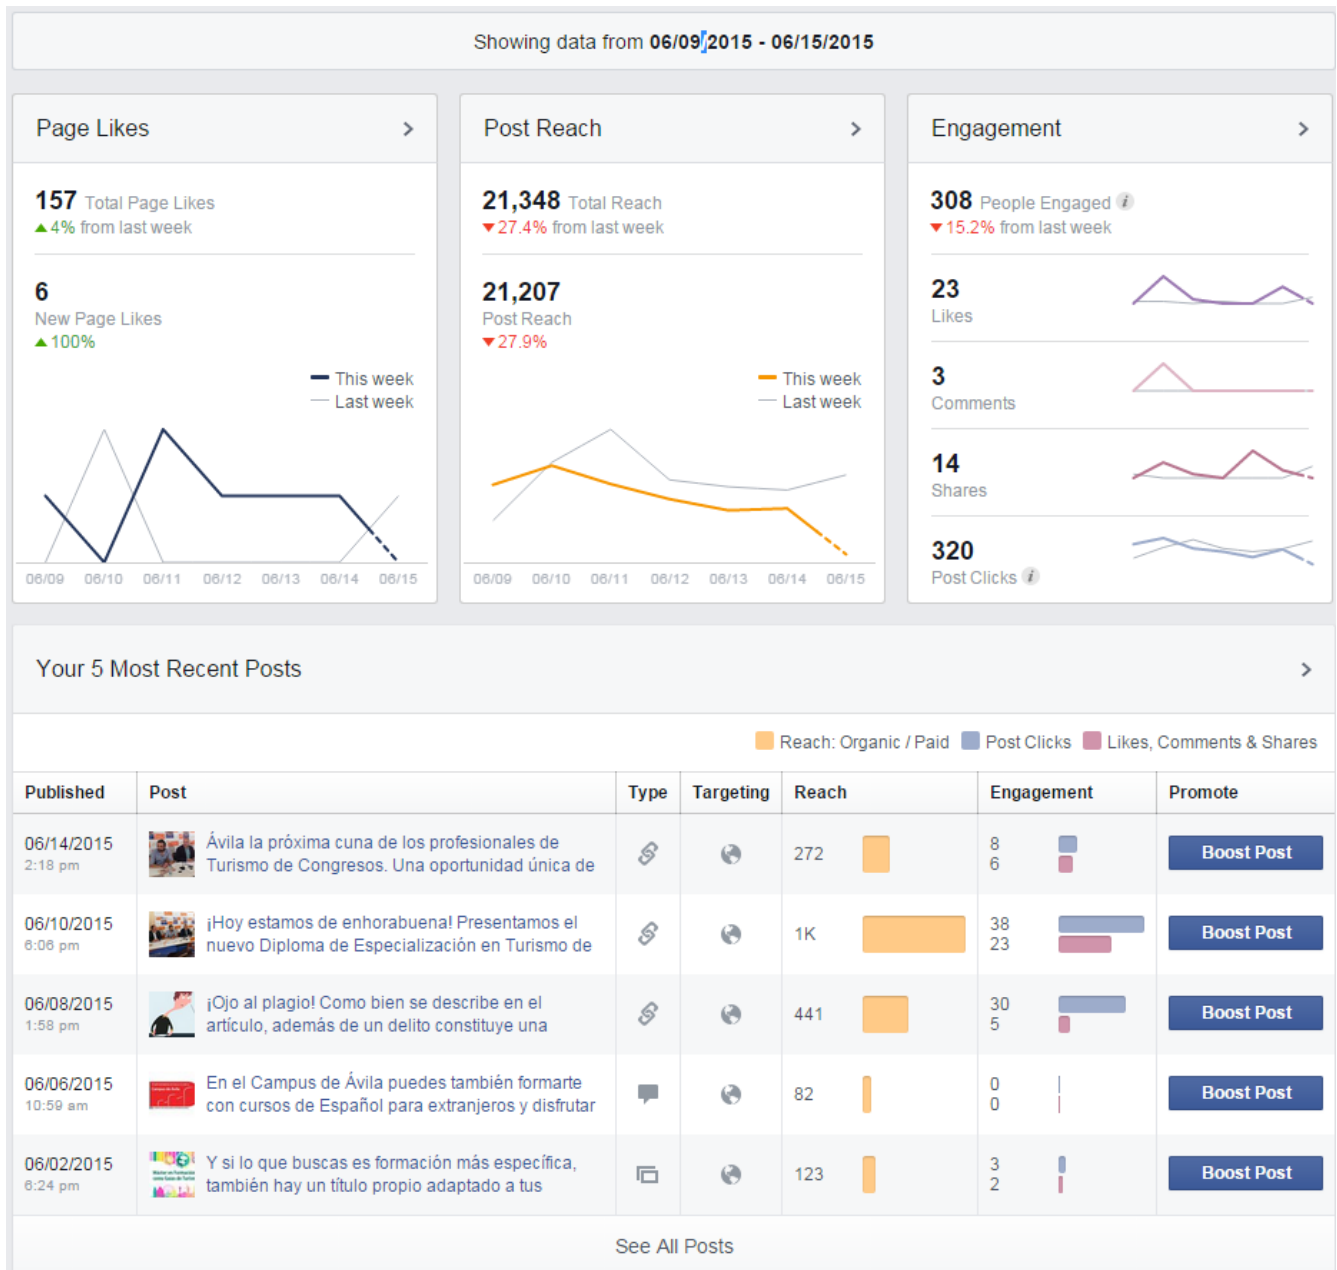 Showing data from 06/09/2015 - 06/15/2015
Page Likes
157 Total Page Likes
4% from last week
6
New Page Likes
100%
This week
Last week
06/09 06/10 06/11 06/12 06/13 06/14 06/15
Post Reach
21,348 Total Reach
27.4% from last week
21,207
Post Reach
27.9%
This week
Last week
06/09 06/10 06/11 06/12 06/13 06/14 06/15
Engagement
308 People Engaged i
15.2% from last week
23
Likes
3
Comments
14
Shares
320
Post Clicks i
Your 5 Most Recent Posts
Reach: Organic / Paid Post Clicks Likes, Comments & Shares
Published Post Type Targeting Reach Engagement Promote
06/14/2015
2:18 pm
Ávila la próxima cuna de los profesionales de
Turismo de Congresos. Una oportunidad única de
272
8
6
Boost Post
06/10/2015
6:06 pm
¡Hoy estamos de enhorabuena! Presentamos el
nuevo Diploma de Especialización en Turismo de
1K
38
23
Boost Post
06/08/2015
1:58 pm
¡Ojo al plagio! Como bien se describe en el
artículo, además de un delito constituye una
441
30
5
Boost Post
06/06/2015
10:59 am
En el Campus de Ávila puedes también formarte
con cursos de Español para extranjeros y disfrutar
82
0
0
Boost Post
06/02/2015
6:24 pm
Y si lo que buscas es formación más específica,
también hay un título propio adaptado a tus
123
3
2
Boost Post
See All Posts